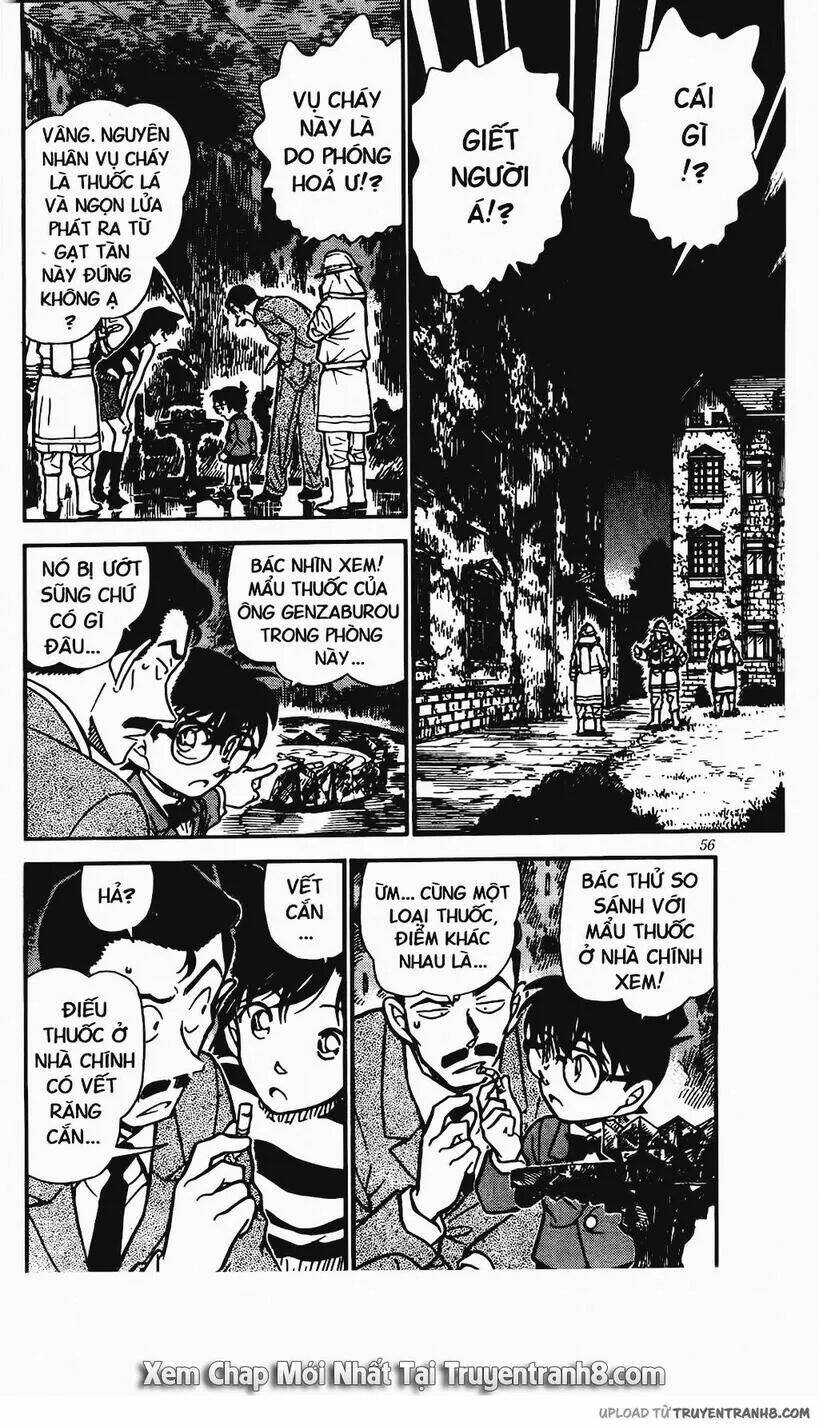 CÁI
GÌ
!?
GIẾT
NGƯỜI
Á!?
VỤ CHÁY
NÀY LÀ
DO PHÓNG
HOẢ Ư!?
VÂNG. NGUYÊN
NHÂN VỤ CHÁY
LÀ THUỐC LÁ
VÀ NGỌN LỬA
PHÁT RA TỪ
GẠT TÀN
NÀY ĐÚNG
KHÔNG Ạ
?
BÁC NHÌN XEM!
MẨU THUỐC CỦA
ÔNG GENZABUROU
TRONG PHÒNG
NÀY...
NÓ BỊ ƯỚT
SŨNG CHỨ
CÓ GÌ
ĐÂU...
56
BÁC THỬ SO
SÁNH VỚI
MẨU THUỐC
Ở NHÀ CHÍNH
XEM!
ỪM... CÙNG MỘT
LOẠI THUỐC,
ĐIỂM KHÁC
NHAU LÀ...
VẾT
CẮN
...
HẢ?
ĐIẾU
THUỐC Ở
NHÀ CHÍNH
CÓ VẾT
RĂNG
CẮN...
Xem Chap Mới Nhất Tại Truyentranh8.com
UPLOAD TỪ TRUYENTRANH8.COM